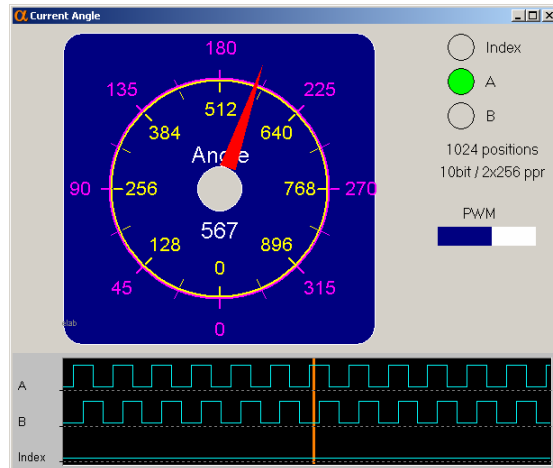 α Current Angle
180
Index
135
225
512
A
384
640
B
Angle
1024 positions
10bit / 2x256 ppr
90
256
768
270
PWM
567
128
896
0
45
315
0
A
B
Index